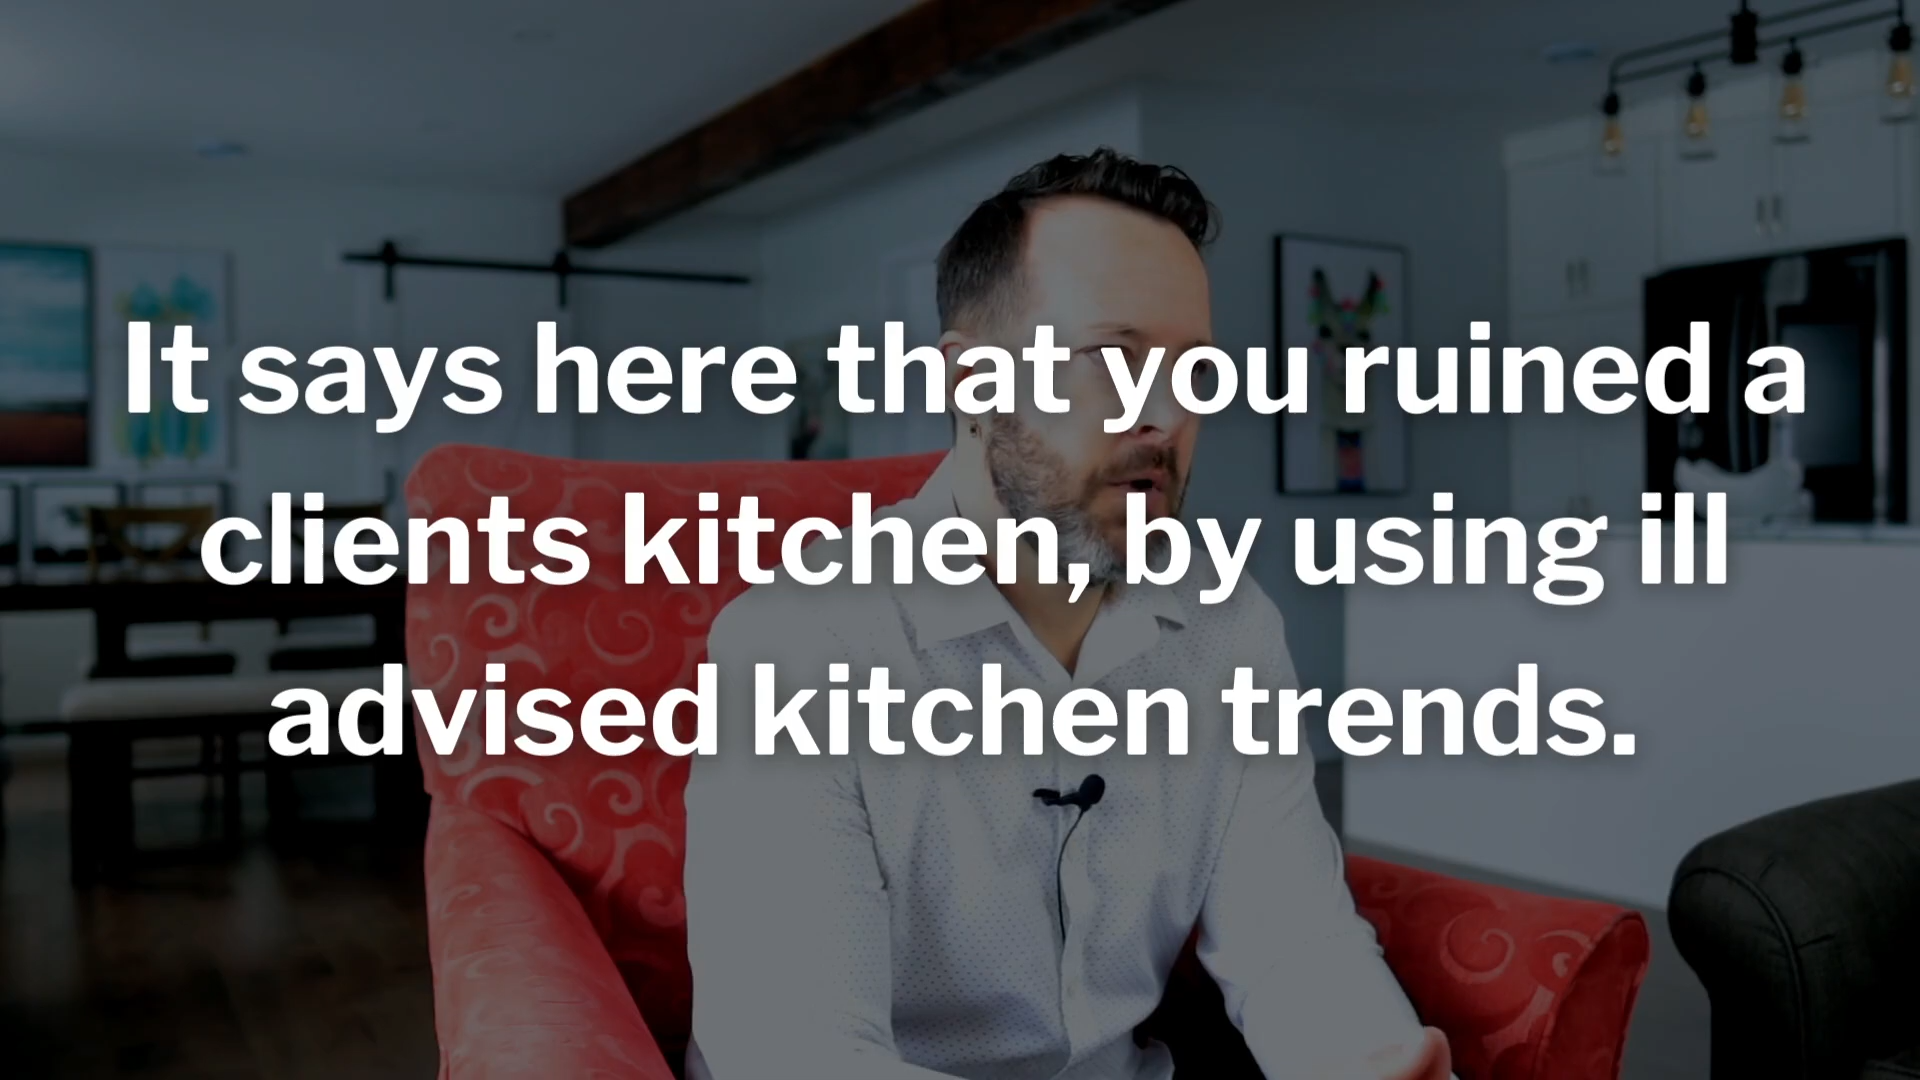 It says here that you ruined a
clients kitchen, by using ill
advised kitchen trends.